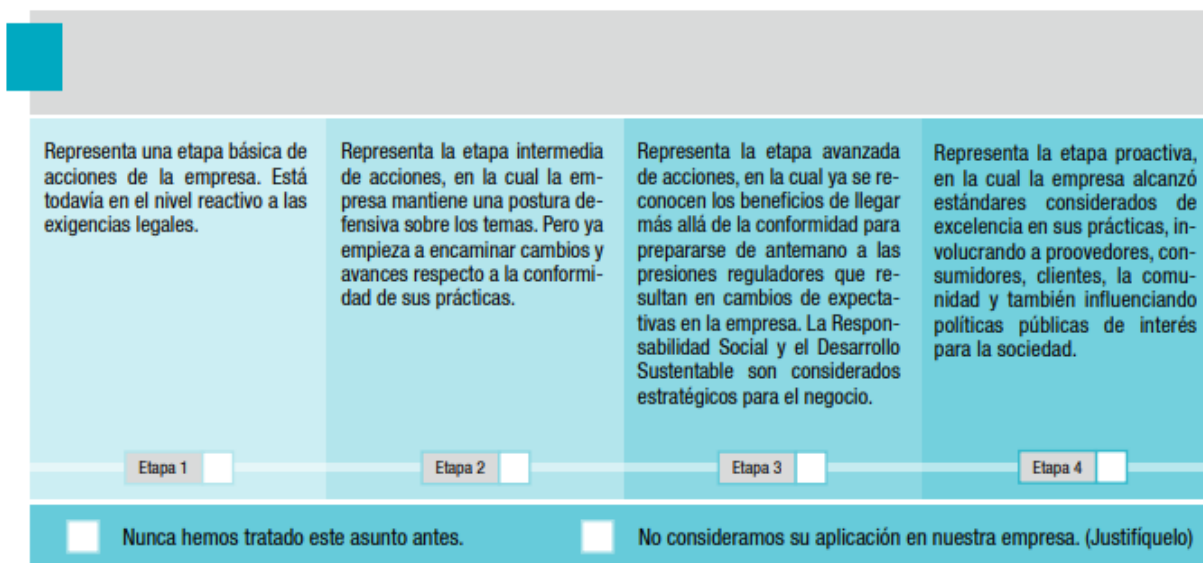 Representa una etapa básica de
acciones de la empresa. Está
todavía en el nivel reactivo a las
exigencias legales.
Representa la etapa intermedia
de acciones, en la cual la em-
presa mantiene una postura de-
fensiva sobre los temas. Pero ya
empieza a encaminar cambios y
avances respecto a la conformi-
dad de sus prácticas.
Representa la etapa avanzada
de acciones, en la cual ya se re-
conocen los beneficios de llegar
más allá de la conformidad para
prepararse de antemano a las
presiones reguladores que re-
sultan en cambios de expecta-
tivas en la empresa. La Respon-
sabilidad Social y el Desarrollo
Sustentable son considerados
estratégicos para el negocio.
Representa la etapa proactiva,
en la cual la empresa alcanzó
estándares considerados de
excelencia en sus prácticas, in-
volucrando a proovedores, con-
sumidores, clientes, la comu-
nidad y también influenciando
políticas públicas de interés
para la sociedad.
Etapa 1
Etapa 2
Etapa 3
Etapa 4
Nunca hemos tratado este asunto antes.
No consideramos su aplicación en nuestra empresa. (Justifíquelo)